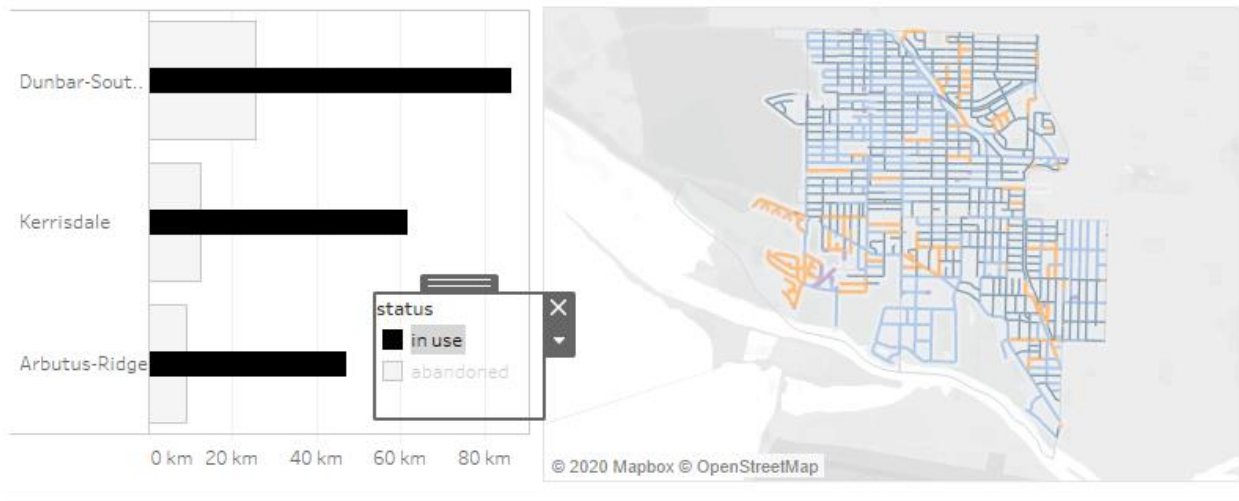 Dunbar-Sout..
Kerrisdale
Arbutus-Ridge
0 km 20 km 40 km 60 km 80 km
status
in use
abandoned
© 2020 Mapbox © OpenStreetMap